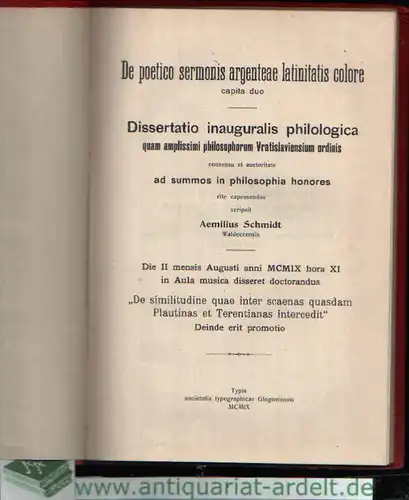 De poetico sermonis argenteae latinitatis colore
capita duo
Dissertatio inauguralis philologica
quam amplissimi philosophorum Vratislaviensium ordinis
consensu et auctoritate
ad summos in philosophia honores
rite capessendos
scripsit
Aemilius Schmidt
Die II mensis Augusti anni MCMIX hora XI
in Aula musica disseret doctorandus
„De similitudine quae inter scaenas quasdam
Plautinas et Terentianas intercedit“
Deinde erit promotio
Typis
societatis typographicae Glogaviensis
MCMIX
www.antiquariat-ardelt.de